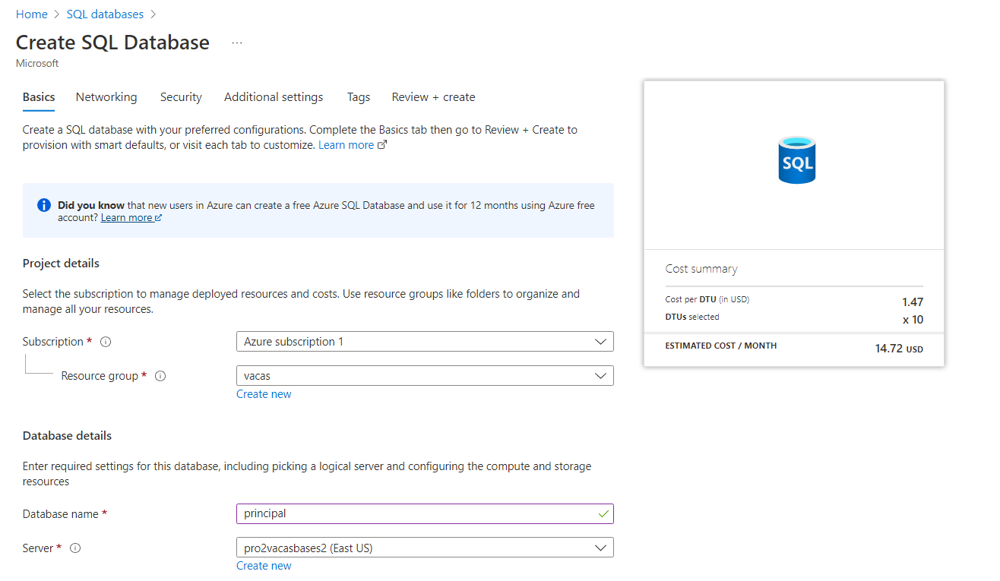 Home > SQL databases >
Create SQL Database ...
Microsoft
Basics Networking Security Additional settings Tags Review + create
Create a SQL database with your preferred configurations. Complete the Basics tab then go to Review + Create to
provision with smart defaults, or visit each tab to customize. Learn more
Did you know that new users in Azure can create a free Azure SQL Database and use it for 12 months using Azure free
account? Learn more
Project details
Select the subscription to manage deployed resources and costs. Use resource groups like folders to organize and
manage all your resources.
Subscription *
Azure subscription 1
Resource group *
vacas
Create new
Database details
Enter required settings for this database, including picking a logical server and configuring the compute and storage
resources
Database name *
principal
Server *
pro2vacasbases2 (East US)
Create new
SQL
Cost summary
Cost per DTU (in USD) 1.47
DTUs selected x 10
ESTIMATED COST / MONTH 14.72 USD